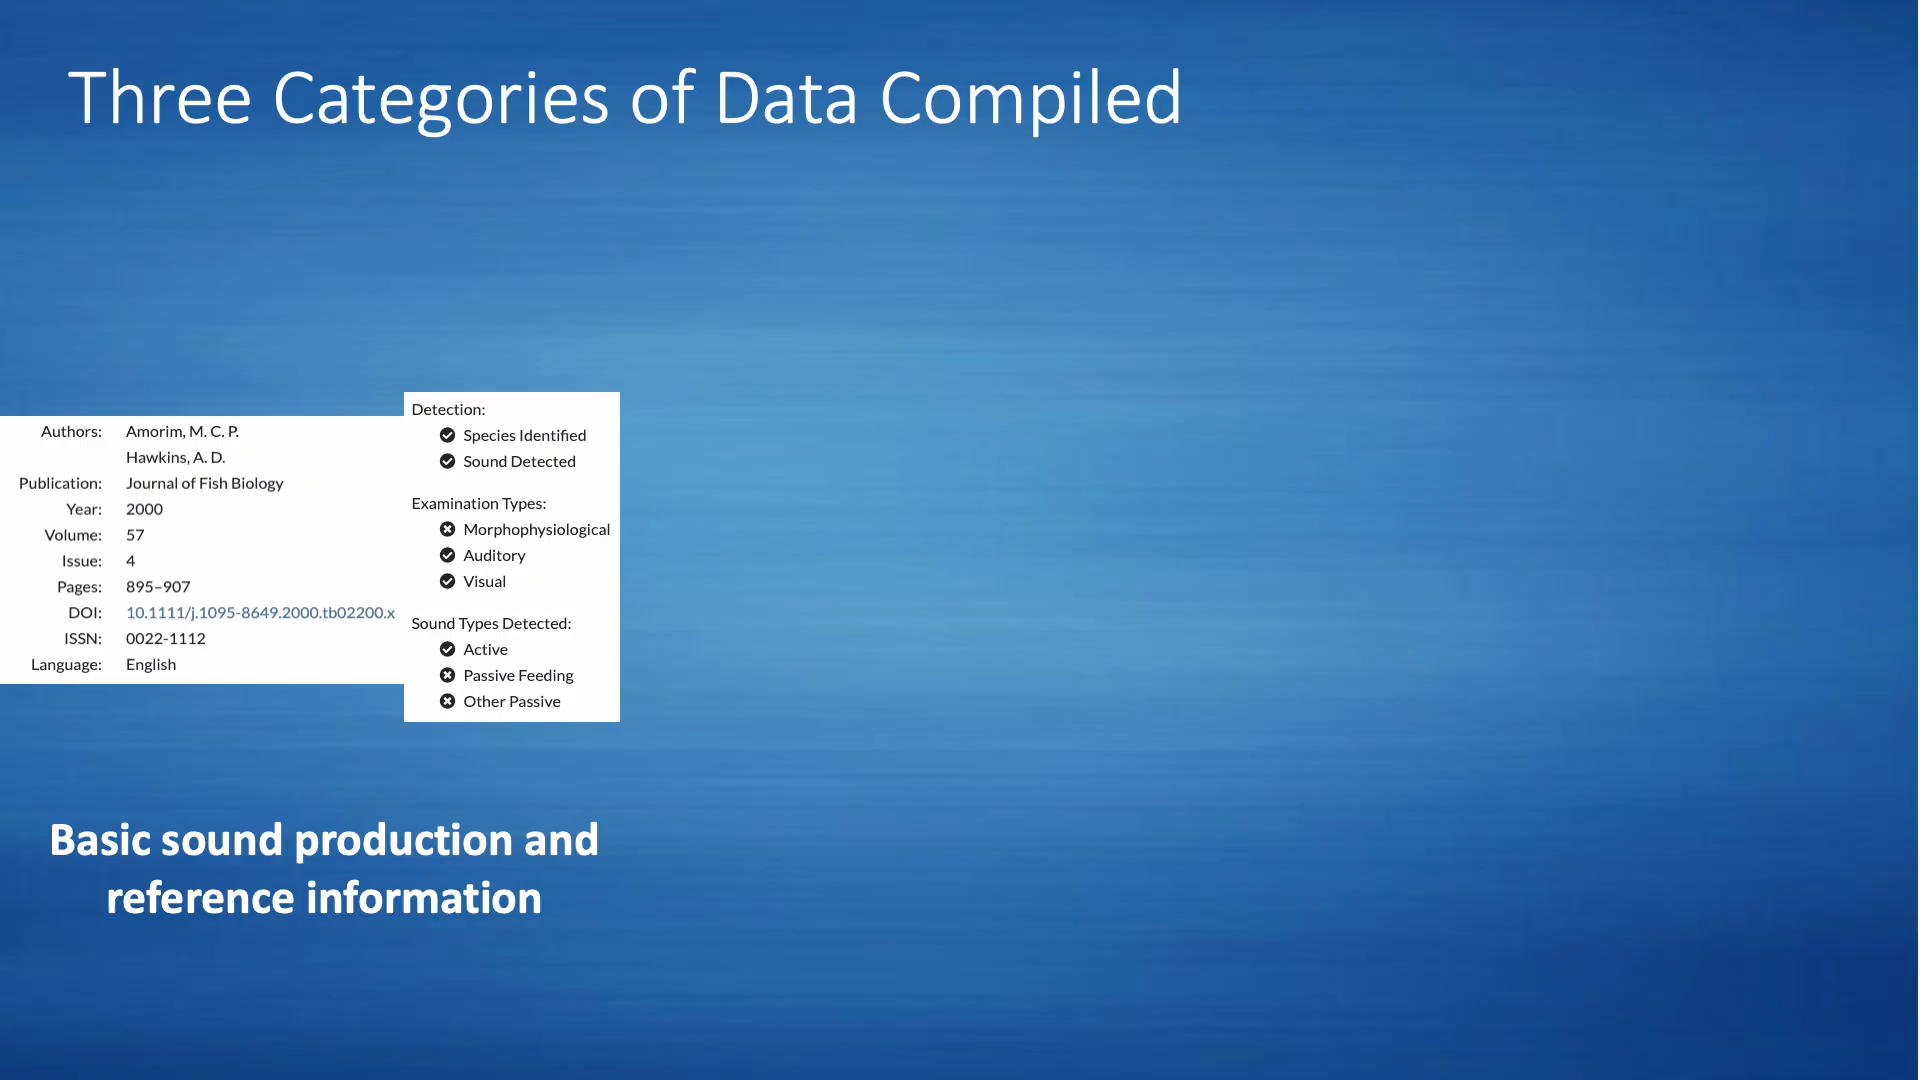 Three Categories of Data Compiled
Authors: Amorim, M. C. P.
Hawkins, A. D.
Publication: Journal of Fish Biology
Year: 2000
Volume: 57
Issue: 4
Pages: 895–907
DOI: 10.1111/j.1095-8649.2000.tb02200.x
ISSN: 0022-1112
Language: English
Detection:
Species Identified
Sound Detected
Examination Types:
Morphophysiological
Auditory
Visual
Sound Types Detected:
Active
Passive Feeding
Other Passive
Basic sound production and
reference information